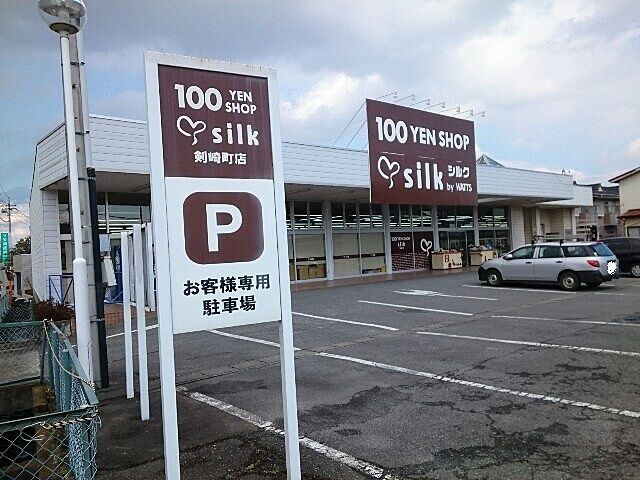 100 YEN
SHOP
silk
剣崎町店
P
お客様専用
駐車場
100 YEN SHOP
silk シルク
by WATTS